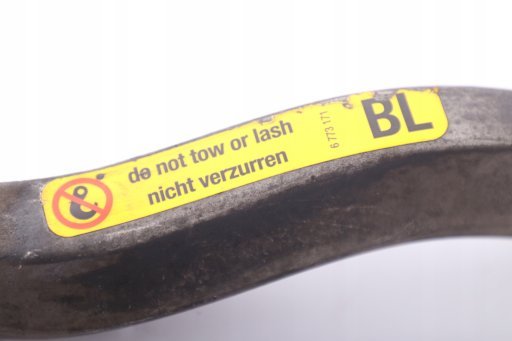 do not tow or lash
nicht verzurren
6 773 171
BL